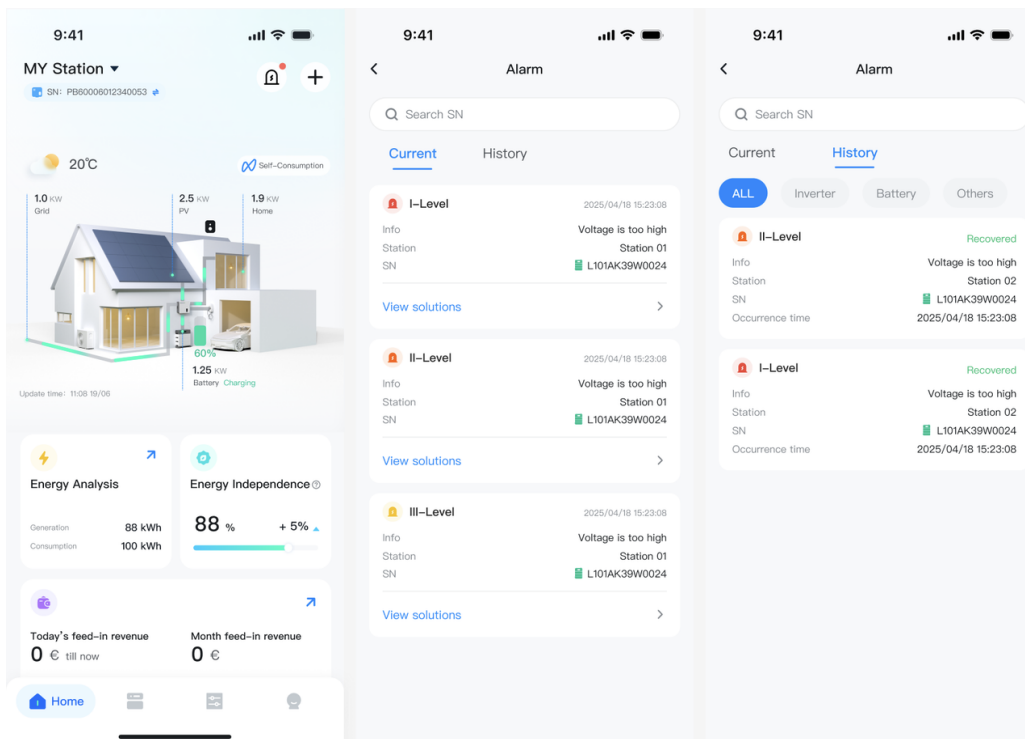 9:41
MY Station
SN: PB60006012340053
20℃
Self-Consumption
1.0 KW
Grid
2.5 KW
PV
1.9 KW
Home
60%
1.25 KW
Battery Charging
Update time: 11:08 19/06
Energy Analysis
Generation 88 kWh
Consumption 100 kWh
Energy Independence
88 % + 5%
Today's feed-in revenue
0 € till now
Month feed-in revenue
0 €
Home
9:41
Alarm
Search SN
Current History
I-Level 2025/04/18 15:23:08
Info Voltage is too high
Station Station 01
SN L101AK39W0024
View solutions
II-Level 2025/04/18 15:23:08
Info Voltage is too high
Station Station 01
SN L101AK39W0024
View solutions
III-Level 2025/04/18 15:23:08
Info Voltage is too high
Station Station 01
SN L101AK39W0024
View solutions
9:41
Alarm
Search SN
Current History
ALL Inverter Battery Others
II-Level Recovered
Info Voltage is too high
Station Station 02
SN L101AK39W0024
Occurrence time 2025/04/18 15:23:08
I-Level Recovered
Info Voltage is too high
Station Station 02
SN L101AK39W0024
Occurrence time 2025/04/18 15:23:08